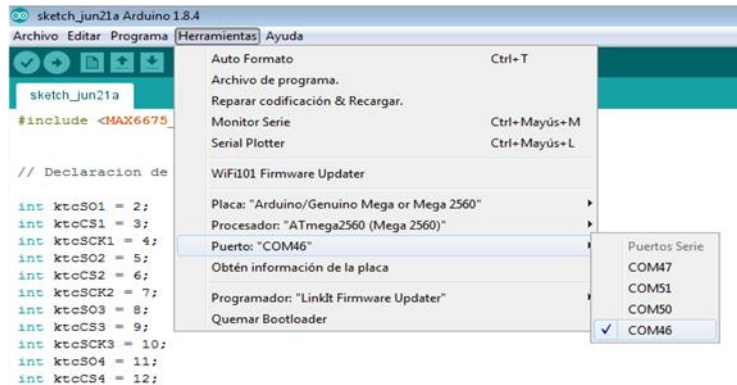 sketch_jun21a Arduino 1.8.4
Archivo Editar Programa Herramientas Ayuda
sketch_jun21a
Auto Formato Ctrl+T
Archivo de programa.
Reparar codificación & Recargar.
Monitor Serie Ctrl+Mayús+M
Serial Plotter Ctrl+Mayús+L
WiFi101 Firmware Updater
Placa: "Arduino/Genuino Mega or Mega 2560"
Procesador: "ATmega2560 (Mega 2560)"
Puerto: "COM46"
Obtén información de la placa
Programador: "LinkIt Firmware Updater"
Quemar Bootloader
Puertos Serie
COM47
COM51
COM50
COM46
#include <MAX6675_
// Declaracion de
int ktcSO1 = 2;
int ktcCS1 = 3;
int ktcSCK1 = 4;
int ktcSO2 = 5;
int ktcCS2 = 6;
int ktcSCK2 = 7;
int ktcSO3 = 8;
int ktcCS3 = 9;
int ktcSCK3 = 10;
int ktcSO4 = 11;
int ktcCS4 = 12;